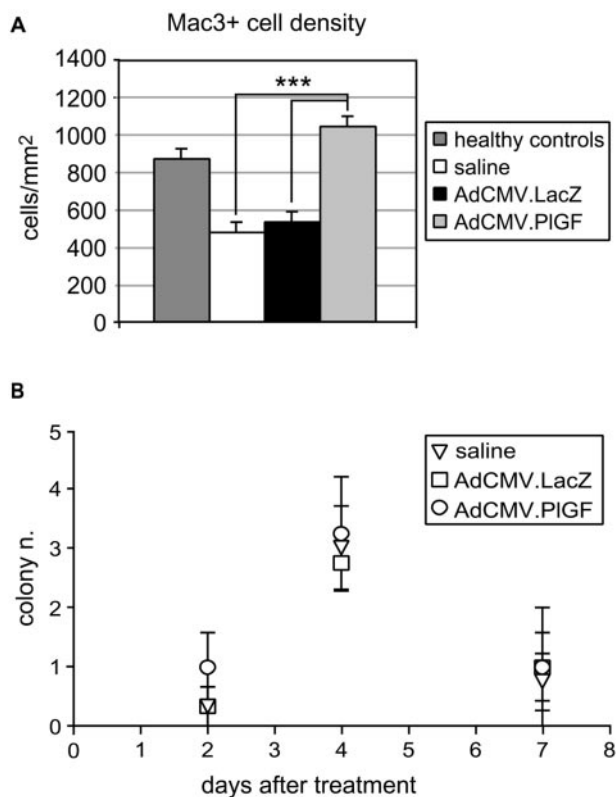 A
Mac3+ cell density
1400
1200
1000
800
600
400
200
0
cells/mm²
***
healthy controls
saline
AdCMV.LacZ
AdCMV.PlGF
B
5
4
3
2
1
0
colony n.
saline
AdCMV.LacZ
AdCMV.PlGF
0 1 2 3 4 5 6 7 8
days after treatment